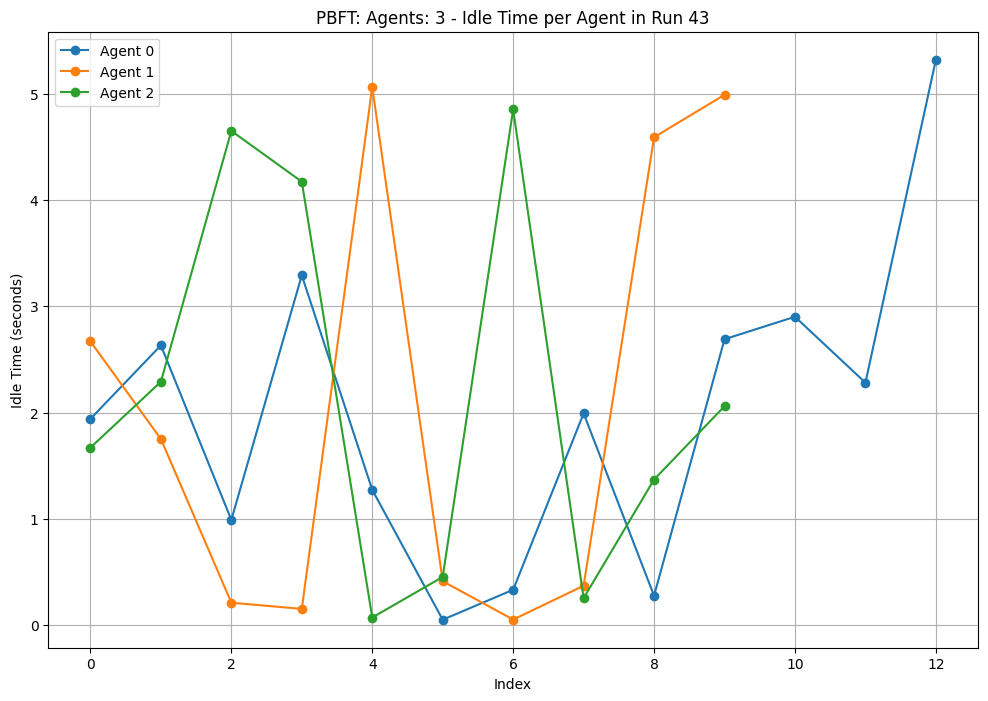 PBFT: Agents: 3 - Idle Time per Agent in Run 43
Agent 0
Agent 1
Agent 2
Idle Time (seconds)
5
4
3
2
1
0
0 2 4 6 8 10 12
Index